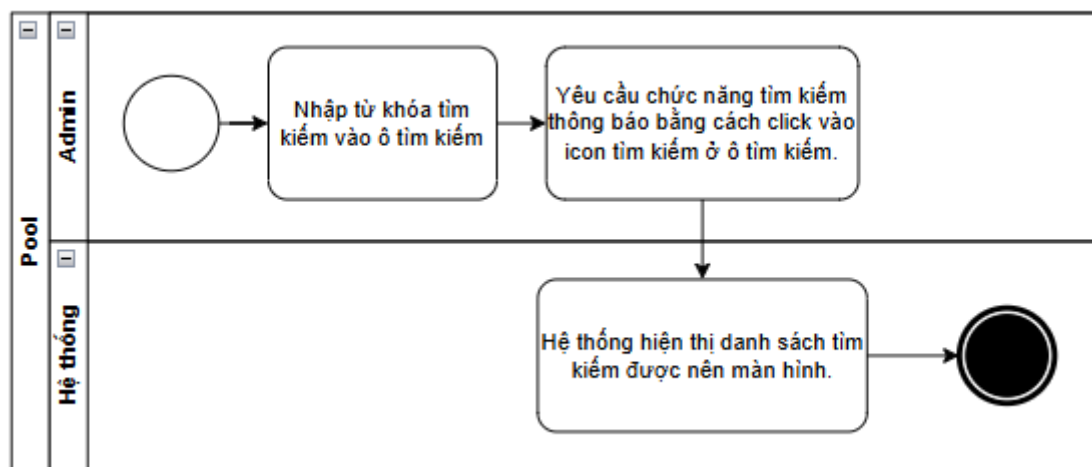 Pool
Admin
Nhập từ khóa tìm
kiếm vào ô tìm kiếm
Yêu cầu chức năng tìm kiếm
thông báo bằng cách click vào
icon tìm kiếm ở ô tìm kiếm.
Hệ thống
Hệ thống hiện thị danh sách tìm
kiếm được nên màn hình.